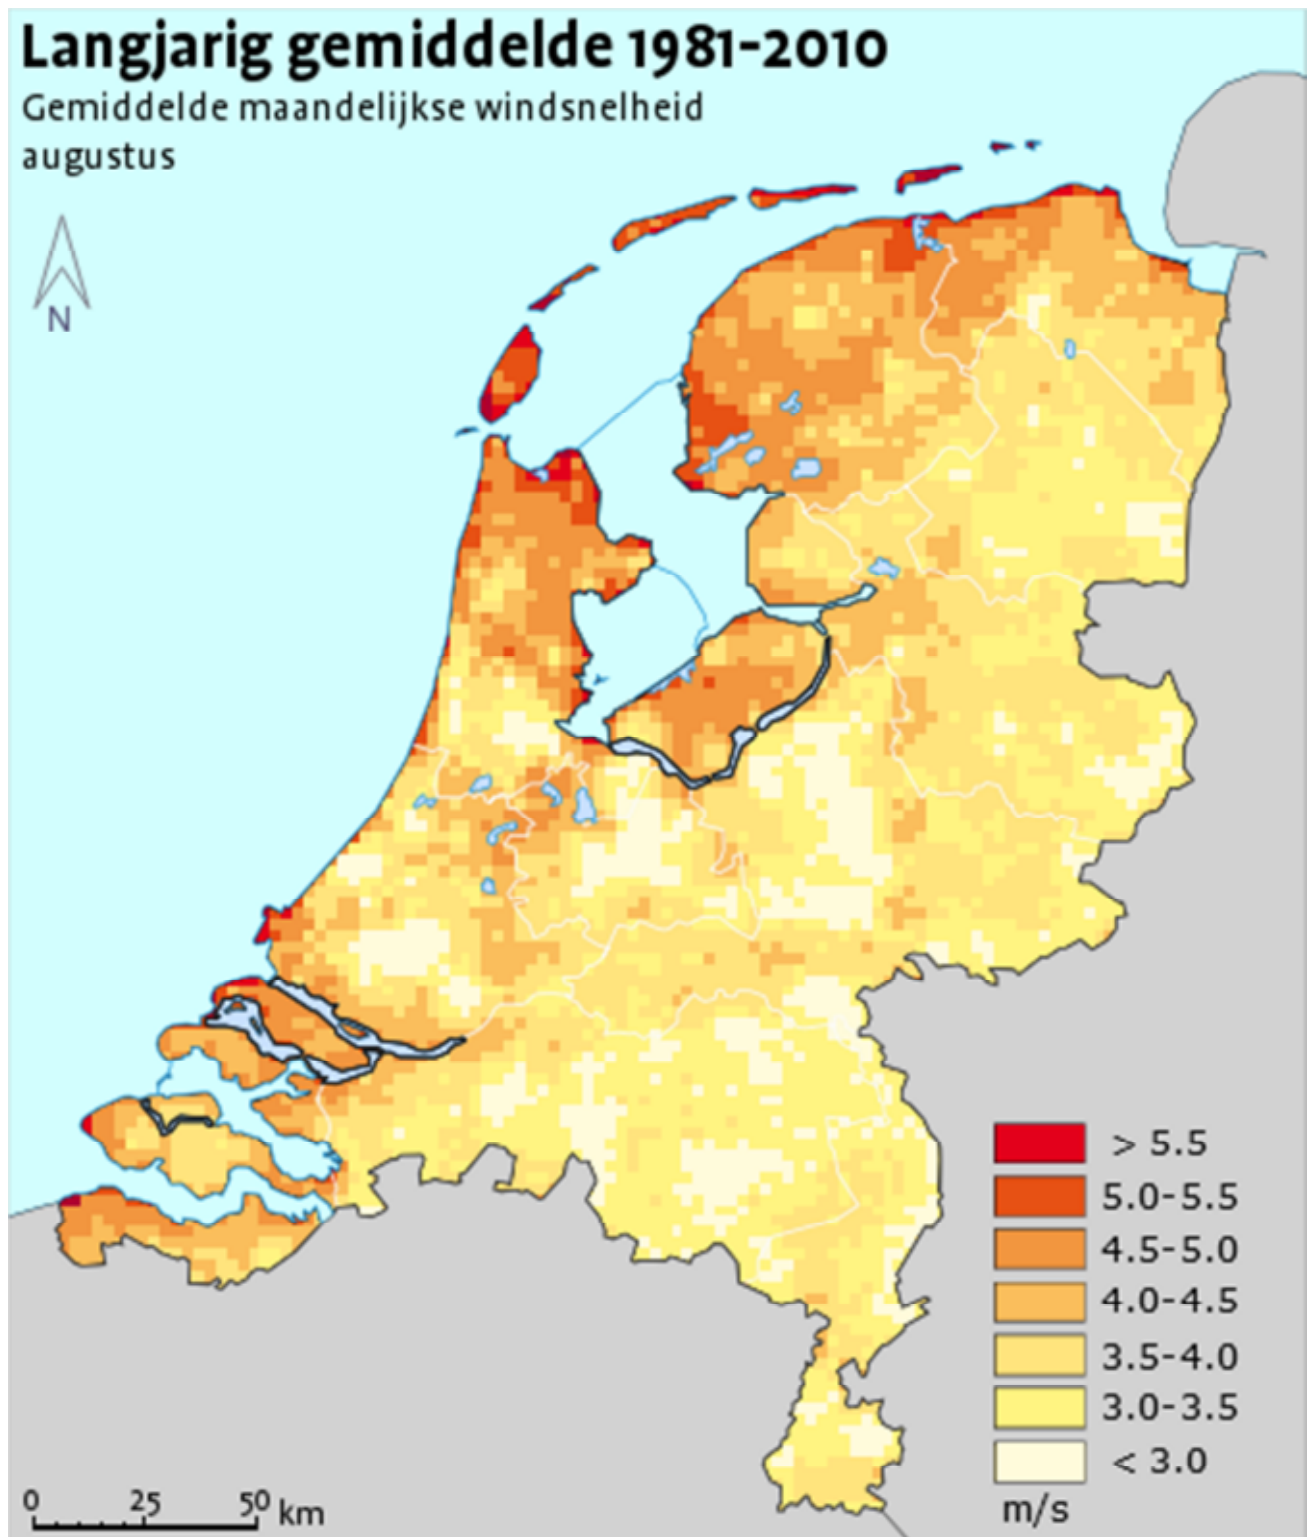 Langjarig gemiddelde 1981-2010
Gemiddelde maandelijkse windsnelheid
augustus
N
> 5.5
5.0-5.5
4.5-5.0
4.0-4.5
3.5-4.0
3.0-3.5
< 3.0
m/s
0 25 50 km